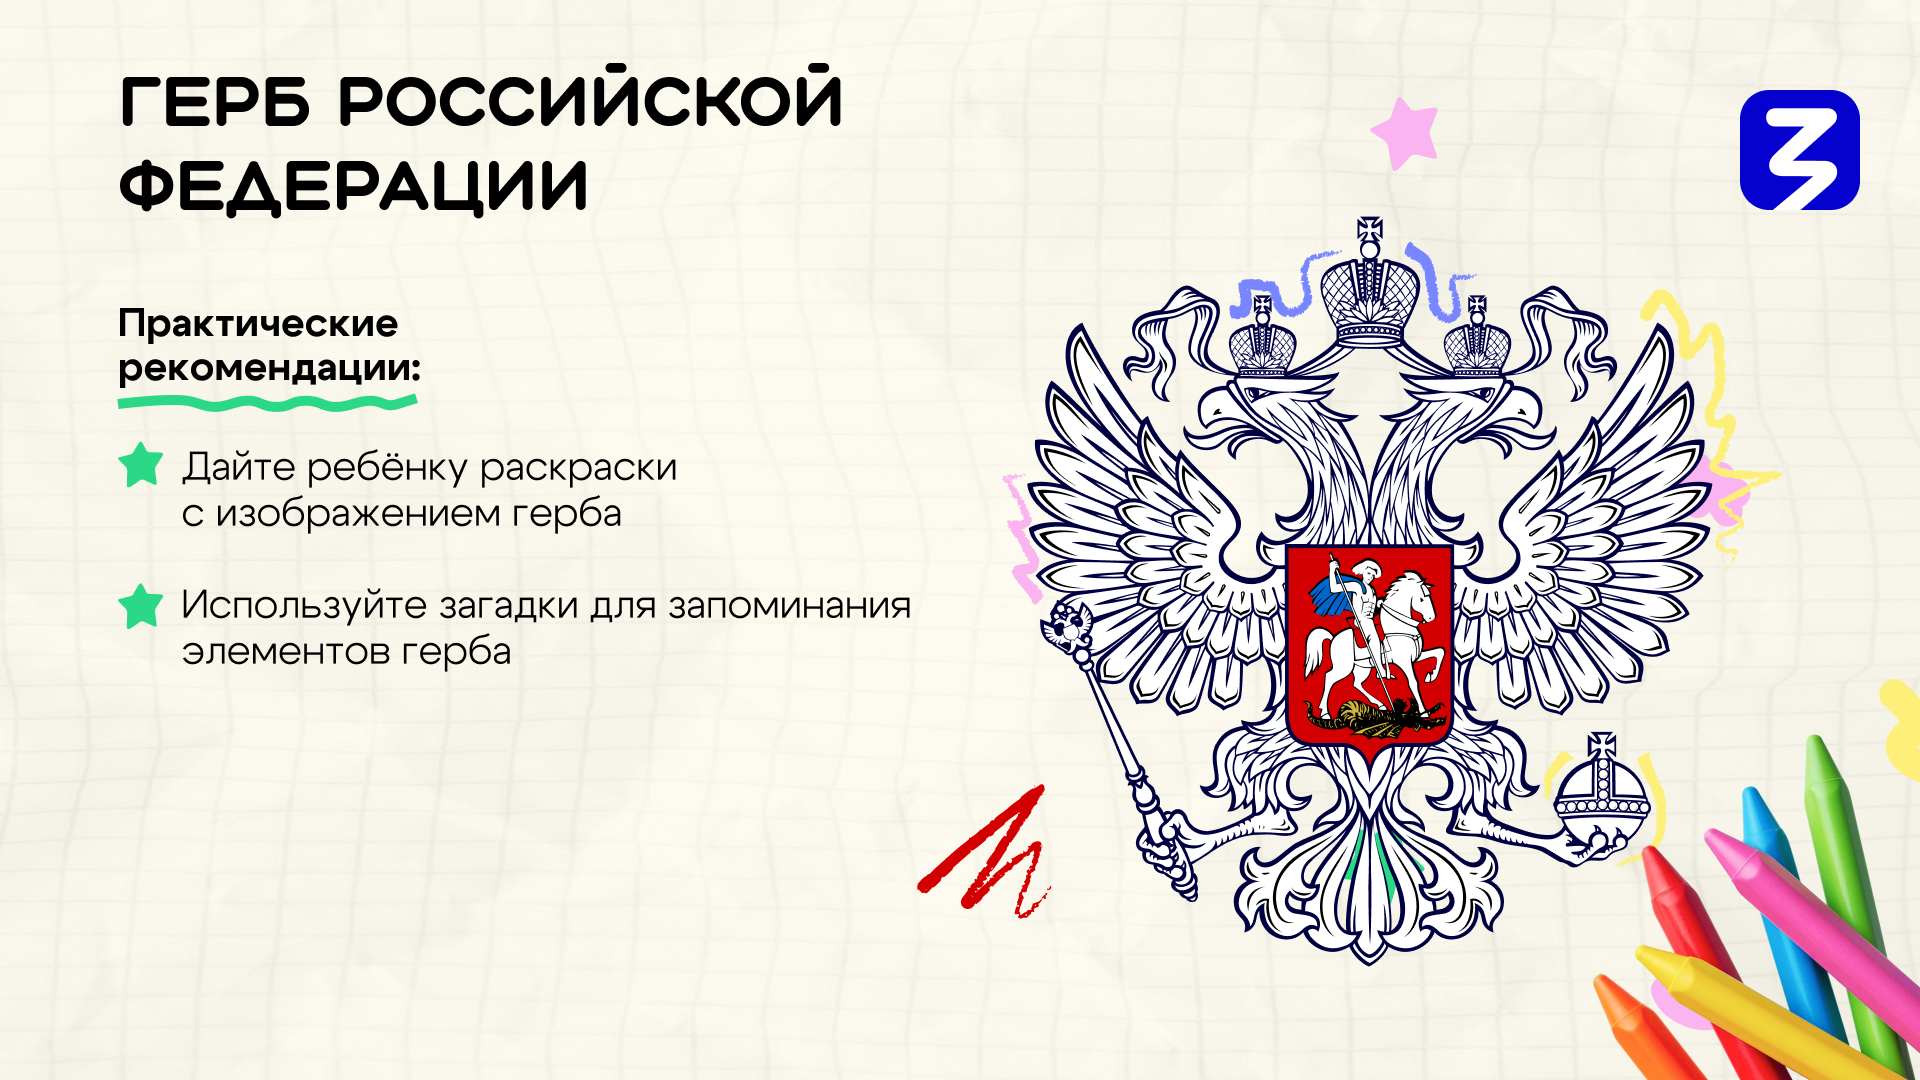 ГЕРБ РОССИЙСКОЙ
ФЕДЕРАЦИИ
Практические
рекомендации:
Дайте ребёнку раскраски
с изображением герба
Используйте загадки для запоминания
элементов герба